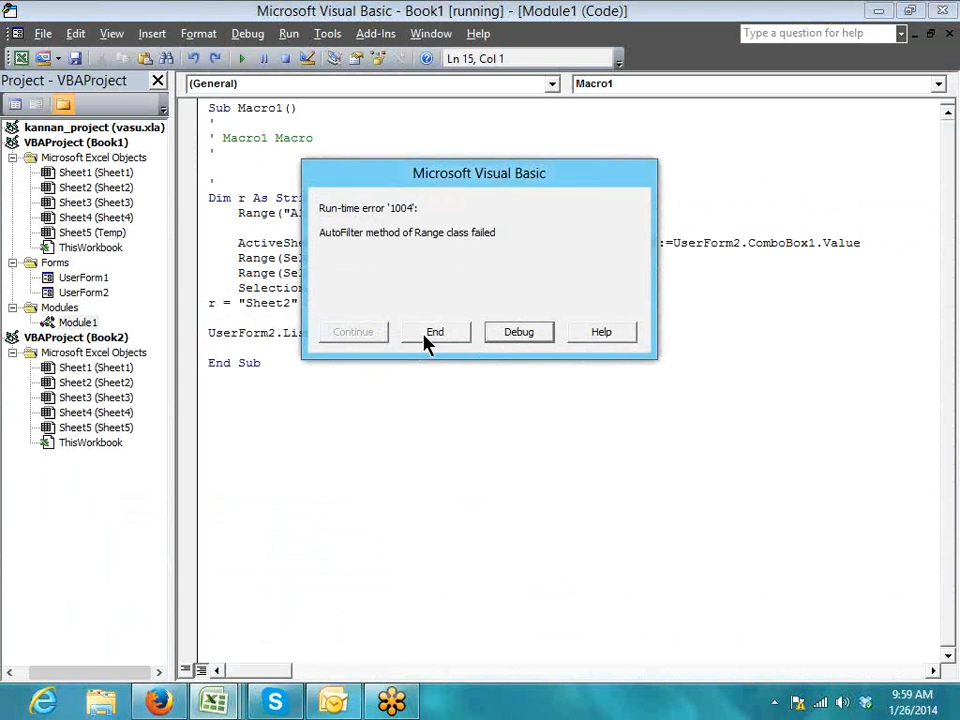 Microsoft Visual Basic - Book1 [running] - [Module1 (Code)]
File Edit View Insert Format Debug Run Tools Add-Ins Window Help
Type a question for help
Ln 15, Col 1
Project - VBAProject
(General)
Macro1
kannan_project (vasu.xla)
VBAProject (Book1)
Microsoft Excel Objects
Sheet1 (Sheet1)
Sheet2 (Sheet2)
Sheet3 (Sheet3)
Sheet4 (Sheet4)
Sheet5 (Temp)
ThisWorkbook
Forms
UserForm1
UserForm2
Modules
Module1
VBAProject (Book2)
Microsoft Excel Objects
Sheet1 (Sheet1)
Sheet2 (Sheet2)
Sheet3 (Sheet3)
Sheet4 (Sheet4)
Sheet5 (Sheet5)
ThisWorkbook
Sub Macro1()
'
' Macro1 Macro
'
'
Dim r As Stri
Range("A
ActiveShe :=UserForm2.ComboBox1.Value
Range(Se
Range(Se
Selection
r = "Sheet2"
UserForm2.Lis
End Sub
Microsoft Visual Basic
Run-time error '1004':
AutoFilter method of Range class failed
Continue End Debug Help
9:59 AM
1/26/2014